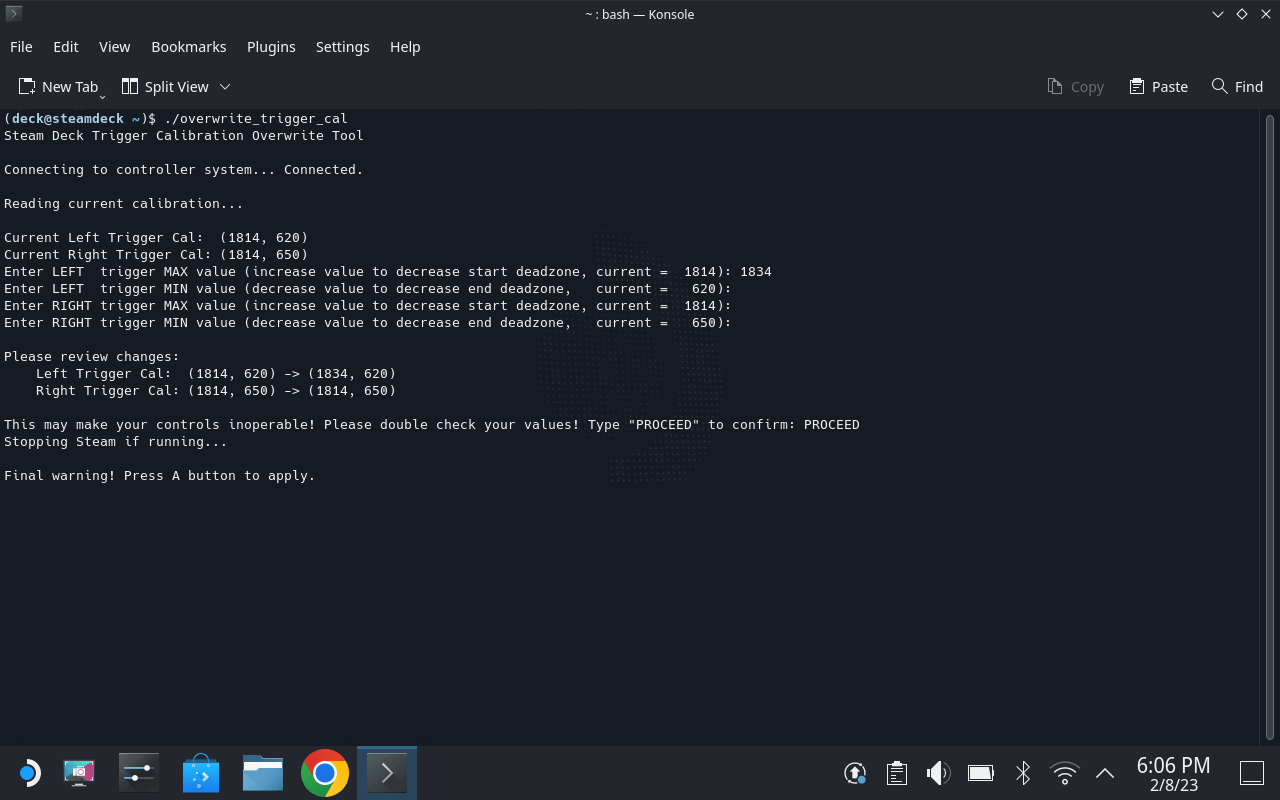 ~ : bash — Konsole
File Edit View Bookmarks Plugins Settings Help
New Tab Split View Copy Paste Find
(deck@steamdeck ~)$ ./overwrite_trigger_cal
Steam Deck Trigger Calibration Overwrite Tool
Connecting to controller system... Connected.
Reading current calibration...
Current Left Trigger Cal:  (1814, 620)
Current Right Trigger Cal: (1814, 650)
Enter LEFT  trigger MAX value (increase value to decrease start deadzone, current =  1814): 1834
Enter LEFT  trigger MIN value (decrease value to decrease end deadzone,   current =   620):
Enter RIGHT trigger MAX value (increase value to decrease start deadzone, current =  1814):
Enter RIGHT trigger MIN value (decrease value to decrease end deadzone,   current =   650):
Please review changes:
    Left Trigger Cal:  (1814, 620) -> (1834, 620)
    Right Trigger Cal: (1814, 650) -> (1814, 650)
This may make your controls inoperable! Please double check your values! Type "PROCEED" to confirm: PROCEED
Stopping Steam if running...
Final warning! Press A button to apply.
6:06 PM
2/8/23